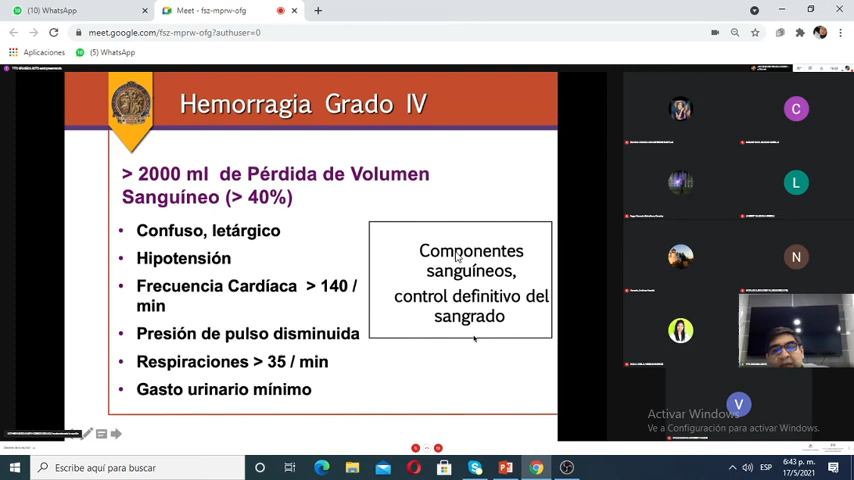 (10) WhatsApp
Meet - fsz-mprw-ofg
meet.google.com/fsz-mprw-ofg?authuser=0
Aplicaciones
(5) WhatsApp
Hemorragia Grado IV
> 2000 ml de Pérdida de Volumen
Sanguíneo (> 40%)
• Confuso, letárgico
• Hipotensión
• Frecuencia Cardíaca > 140 /
min
• Presión de pulso disminuida
• Respiraciones > 35 / min
• Gasto urinario mínimo
Componentes
sanguíneos,
control definitivo del
sangrado
C
L
N
V
Activar Windows
Ve a Configuración para activar Windows.
Escribe aquí para buscar
ESP
6:43 p. m.
17/5/2021